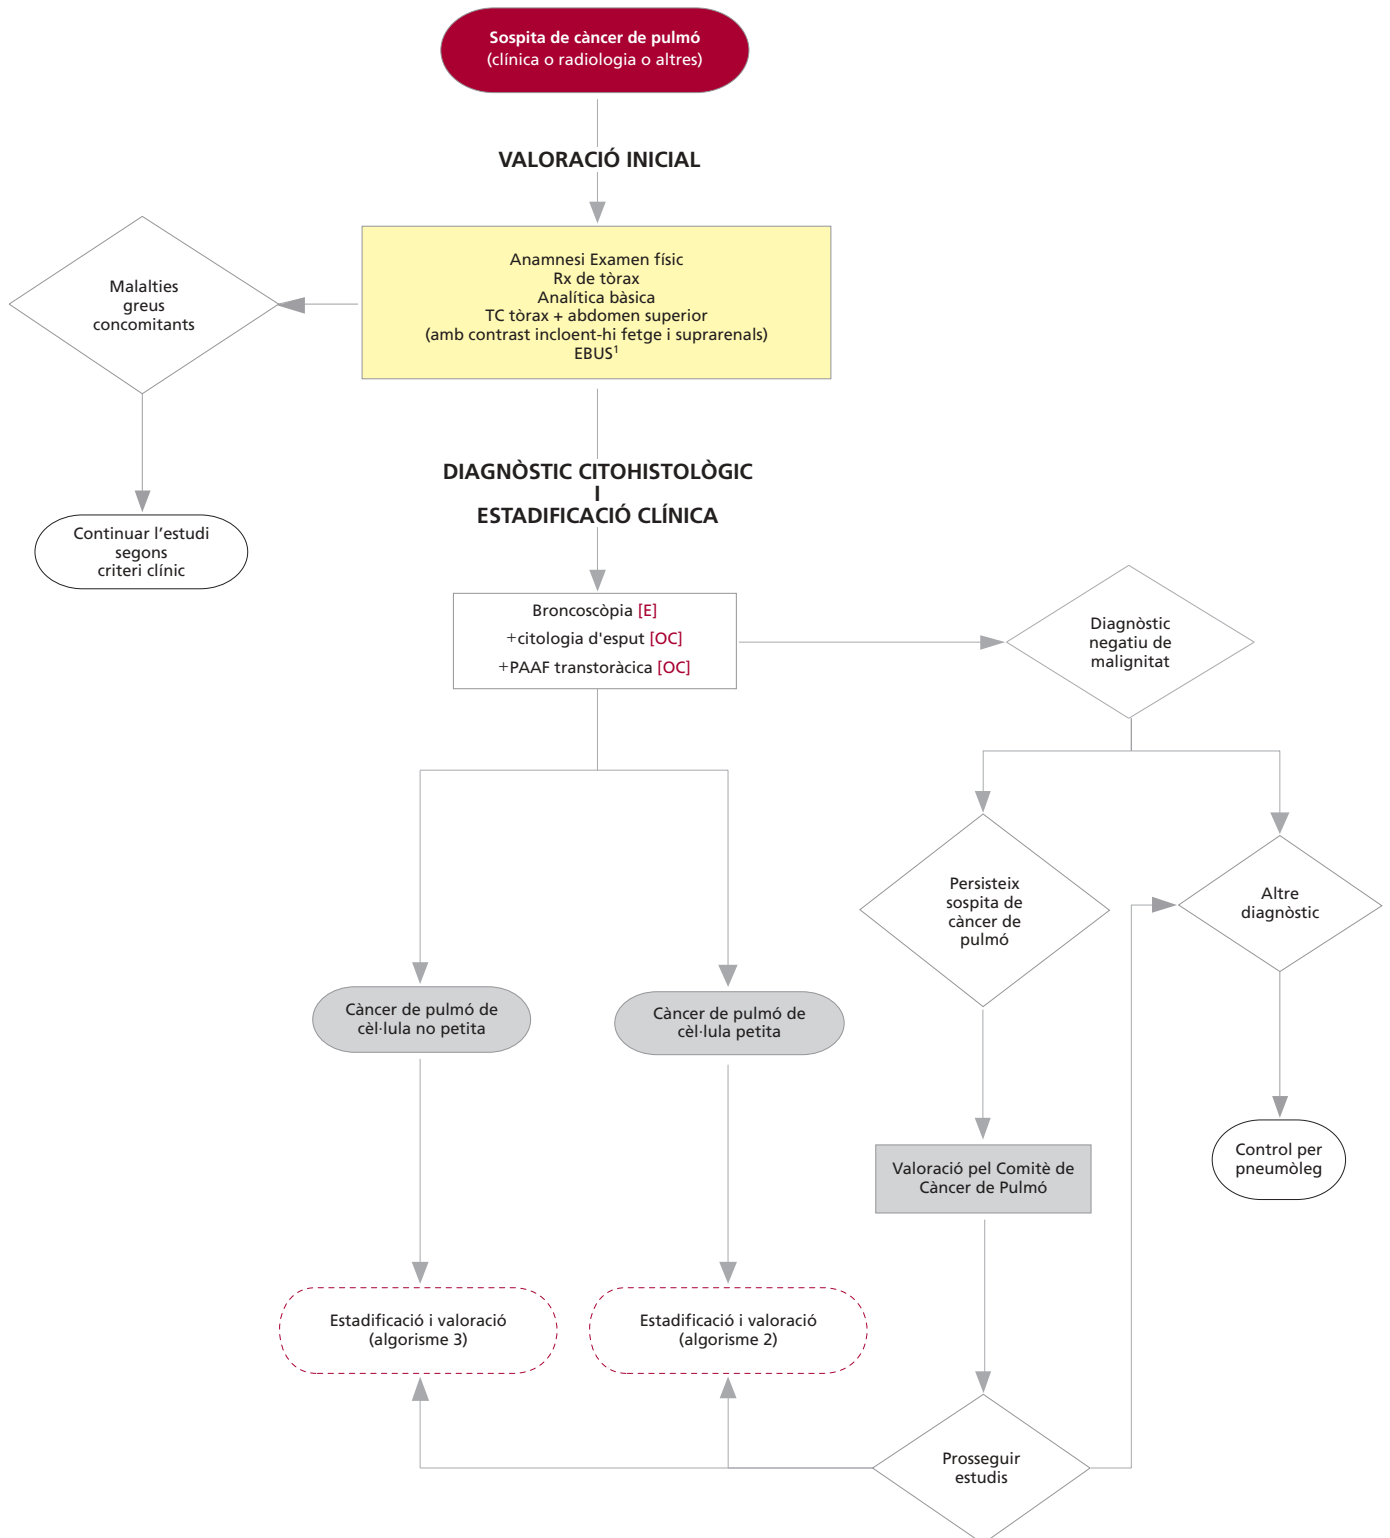 Sospita de càncer de pulmó
(clínica o radiologia o altres)
VALORACIÓ INICIAL
Anamnesi Examen físic
Rx de tòrax
Analítica bàsica
TC tòrax + abdomen superior
(amb contrast incloent-hi fetge i suprarenals)
EBUS¹
Malalties
greus
concomitants
Continuar l’estudi
segons
criteri clínic
DIAGNÒSTIC CITOHISTOLÒGIC
I
ESTADIFICACIÓ CLÍNICA
Broncoscòpia [E]
+citologia d'esput [OC]
+PAAF transtoràcica [OC]
Diagnòstic
negatiu de
malignitat
Persisteix
sospita de
càncer de
pulmó
Altre
diagnòstic
Càncer de pulmó de
cèl·lula no petita
Càncer de pulmó de
cèl·lula petita
Valoració pel Comitè de
Càncer de Pulmó
Control per
pneumòleg
Estadificació i valoració
(algorisme 3)
Estadificació i valoració
(algorisme 2)
Prosseguir
estudis